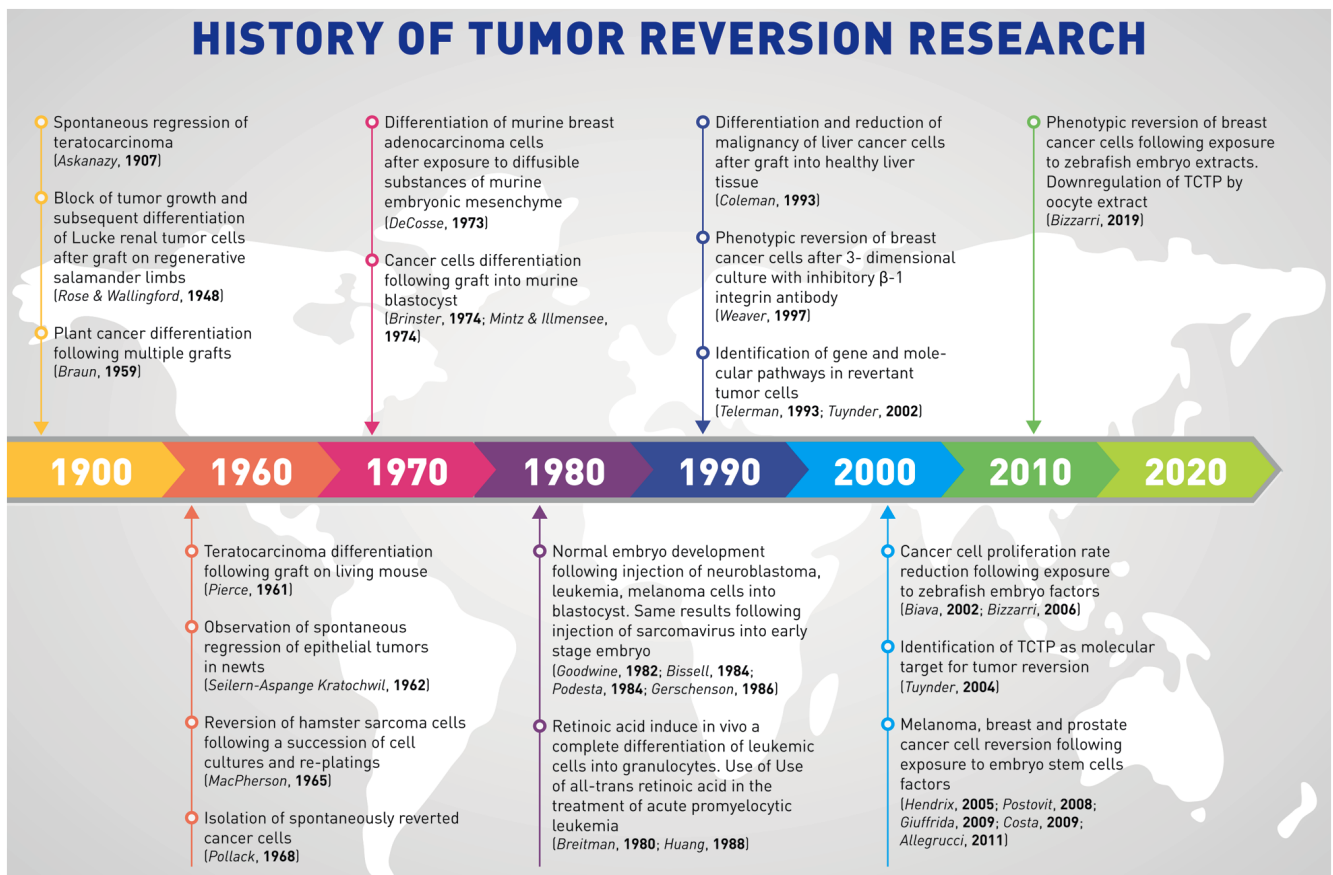 HISTORY OF TUMOR REVERSION RESEARCH
Spontaneous regression of
teratocarcinoma
(Askanazy, 1907)
Block of tumor growth and
subsequent differentiation
of Lucke renal tumor cells
after graft on regenerative
salamander limbs
(Rose & Wallingford, 1948)
Plant cancer differentiation
following multiple grafts
(Braun, 1959)
Differentiation of murine breast
adenocarcinoma cells
after exposure to diffusible
substances of murine
embryonic mesenchyme
(DeCosse, 1973)
Cancer cells differentiation
following graft into murine
blastocyst
(Brinster, 1974; Mintz & Illmensee,
1974)
Differentiation and reduction of
malignancy of liver cancer cells
after graft into healthy liver
tissue
(Coleman, 1993)
Phenotypic reversion of breast
cancer cells after 3- dimensional
culture with inhibitory β-1
integrin antibody
(Weaver, 1997)
Identification of gene and mole-
cular pathways in revertant
tumor cells
(Telerman, 1993; Tuynder, 2002)
Phenotypic reversion of breast
cancer cells following exposure
to zebrafish embryo extracts.
Downregulation of TCTP by
oocyte extract
(Bizzarri, 2019)
1900 1960 1970 1980 1990 2000 2010 2020
Teratocarcinoma differentiation
following graft on living mouse
(Pierce, 1961)
Observation of spontaneous
regression of epithelial tumors
in newts
(Seilern-Aspange Kratochwil, 1962)
Reversion of hamster sarcoma cells
following a succession of cell
cultures and re-platings
(MacPherson, 1965)
Isolation of spontaneously reverted
cancer cells
(Pollack, 1968)
Normal embryo development
following injection of neuroblastoma,
leukemia, melanoma cells into
blastocyst. Same results following
injection of sarcomavirus into early
stage embryo
(Goodwine, 1982; Bissell, 1984;
Podesta, 1984; Gerschenson, 1986)
Retinoic acid induce in vivo a
complete differentiation of leukemic
cells into granulocytes. Use of Use
of all-trans retinoic acid in the
treatment of acute promyelocytic
leukemia
(Breitman, 1980; Huang, 1988)
Cancer cell proliferation rate
reduction following exposure
to zebrafish embryo factors
(Biava, 2002; Bizzarri, 2006)
Identification of TCTP as molecular
target for tumor reversion
(Tuynder, 2004)
Melanoma, breast and prostate
cancer cell reversion following
exposure to embryo stem cells
factors
(Hendrix, 2005; Postovit, 2008;
Giuffrida, 2009; Costa, 2009;
Allegrucci, 2011)